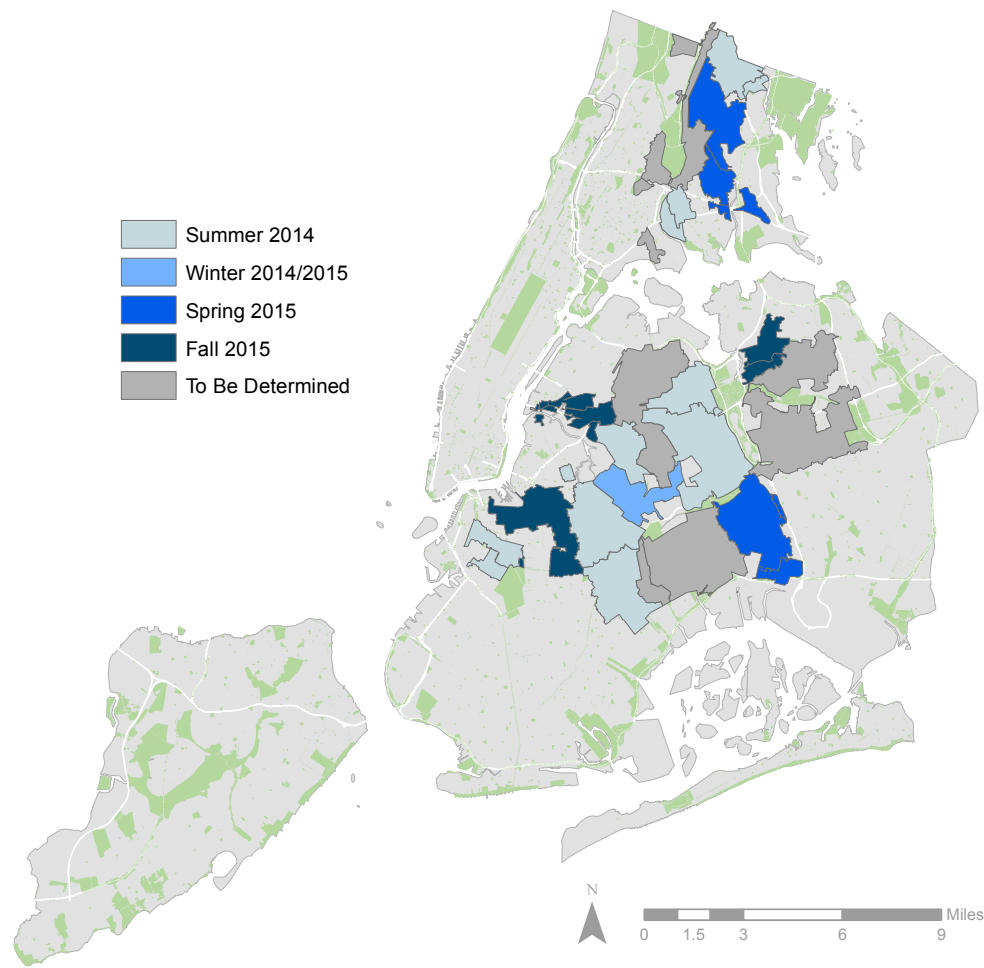 Summer 2014
Winter 2014/2015
Spring 2015
Fall 2015
To Be Determined
N
Miles
0 1.5 3 6 9